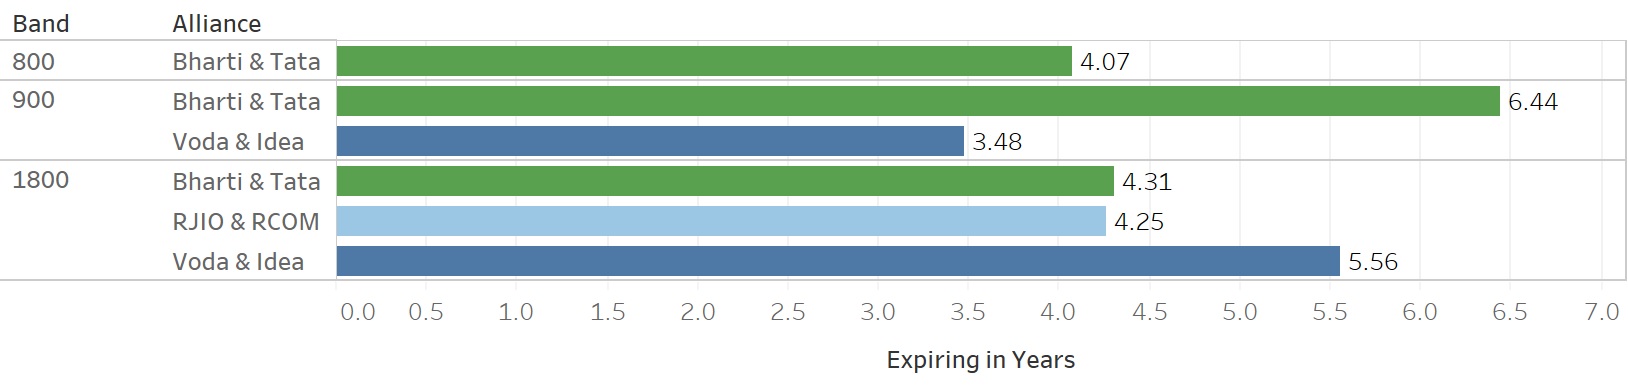 Band Alliance
800 Bharti & Tata 4.07
900 Bharti & Tata 6.44
Voda & Idea 3.48
1800 Bharti & Tata 4.31
RJIO & RCOM 4.25
Voda & Idea 5.56
0.0 0.5 1.0 1.5 2.0 2.5 3.0 3.5 4.0 4.5 5.0 5.5 6.0 6.5 7.0
Expiring in Years